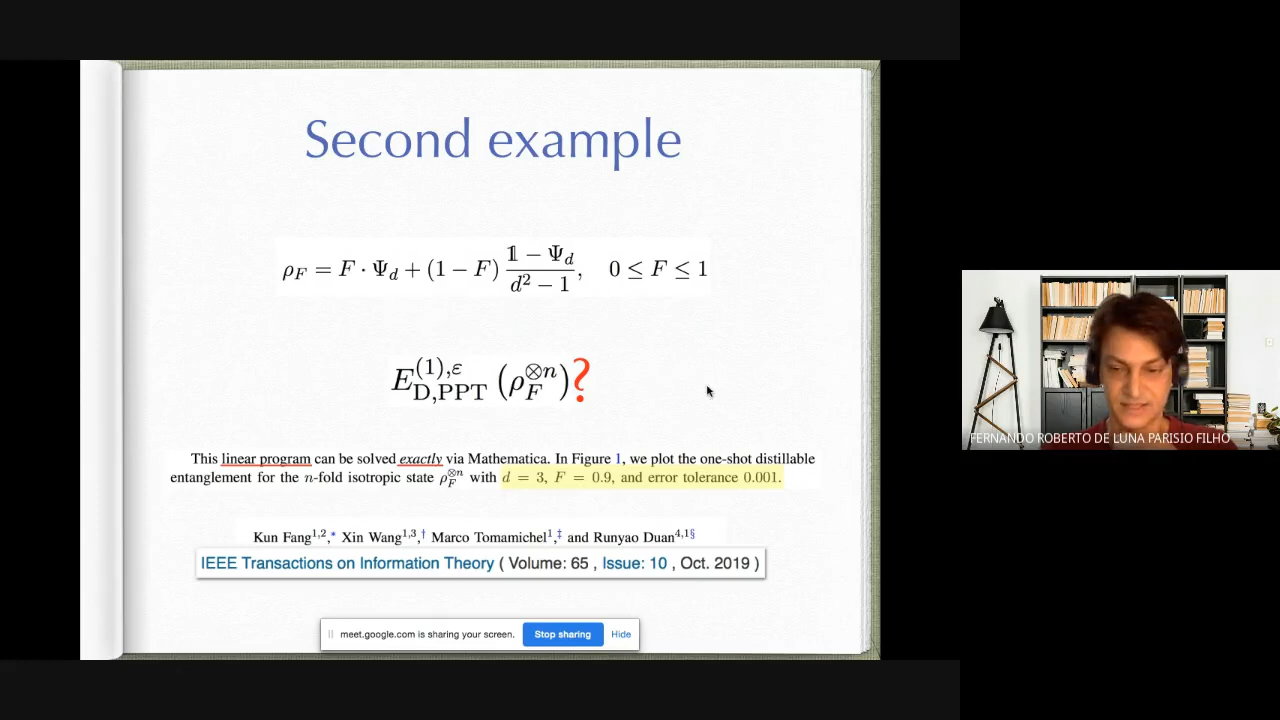 Second example
ρ_F = F · Ψ_d + (1 − F) (𝟙 − Ψ_d)/(d² − 1), 0 ≤ F ≤ 1
E^{(1),ε}_{D,PPT} (ρ_F^{⊗n})?
This linear program can be solved exactly via Mathematica. In Figure 1, we plot the one-shot distillable
entanglement for the n-fold isotropic state ρ_F^{⊗n} with d = 3, F = 0.9, and error tolerance 0.001.
Kun Fang^{1,2,*} Xin Wang^{1,3,†} Marco Tomamichel^{1,‡} and Runyao Duan^{4,1§}
IEEE Transactions on Information Theory ( Volume: 65 , Issue: 10 , Oct. 2019 )
meet.google.com is sharing your screen. Stop sharing Hide
FERNANDO ROBERTO DE LUNA PARISIO FILHO